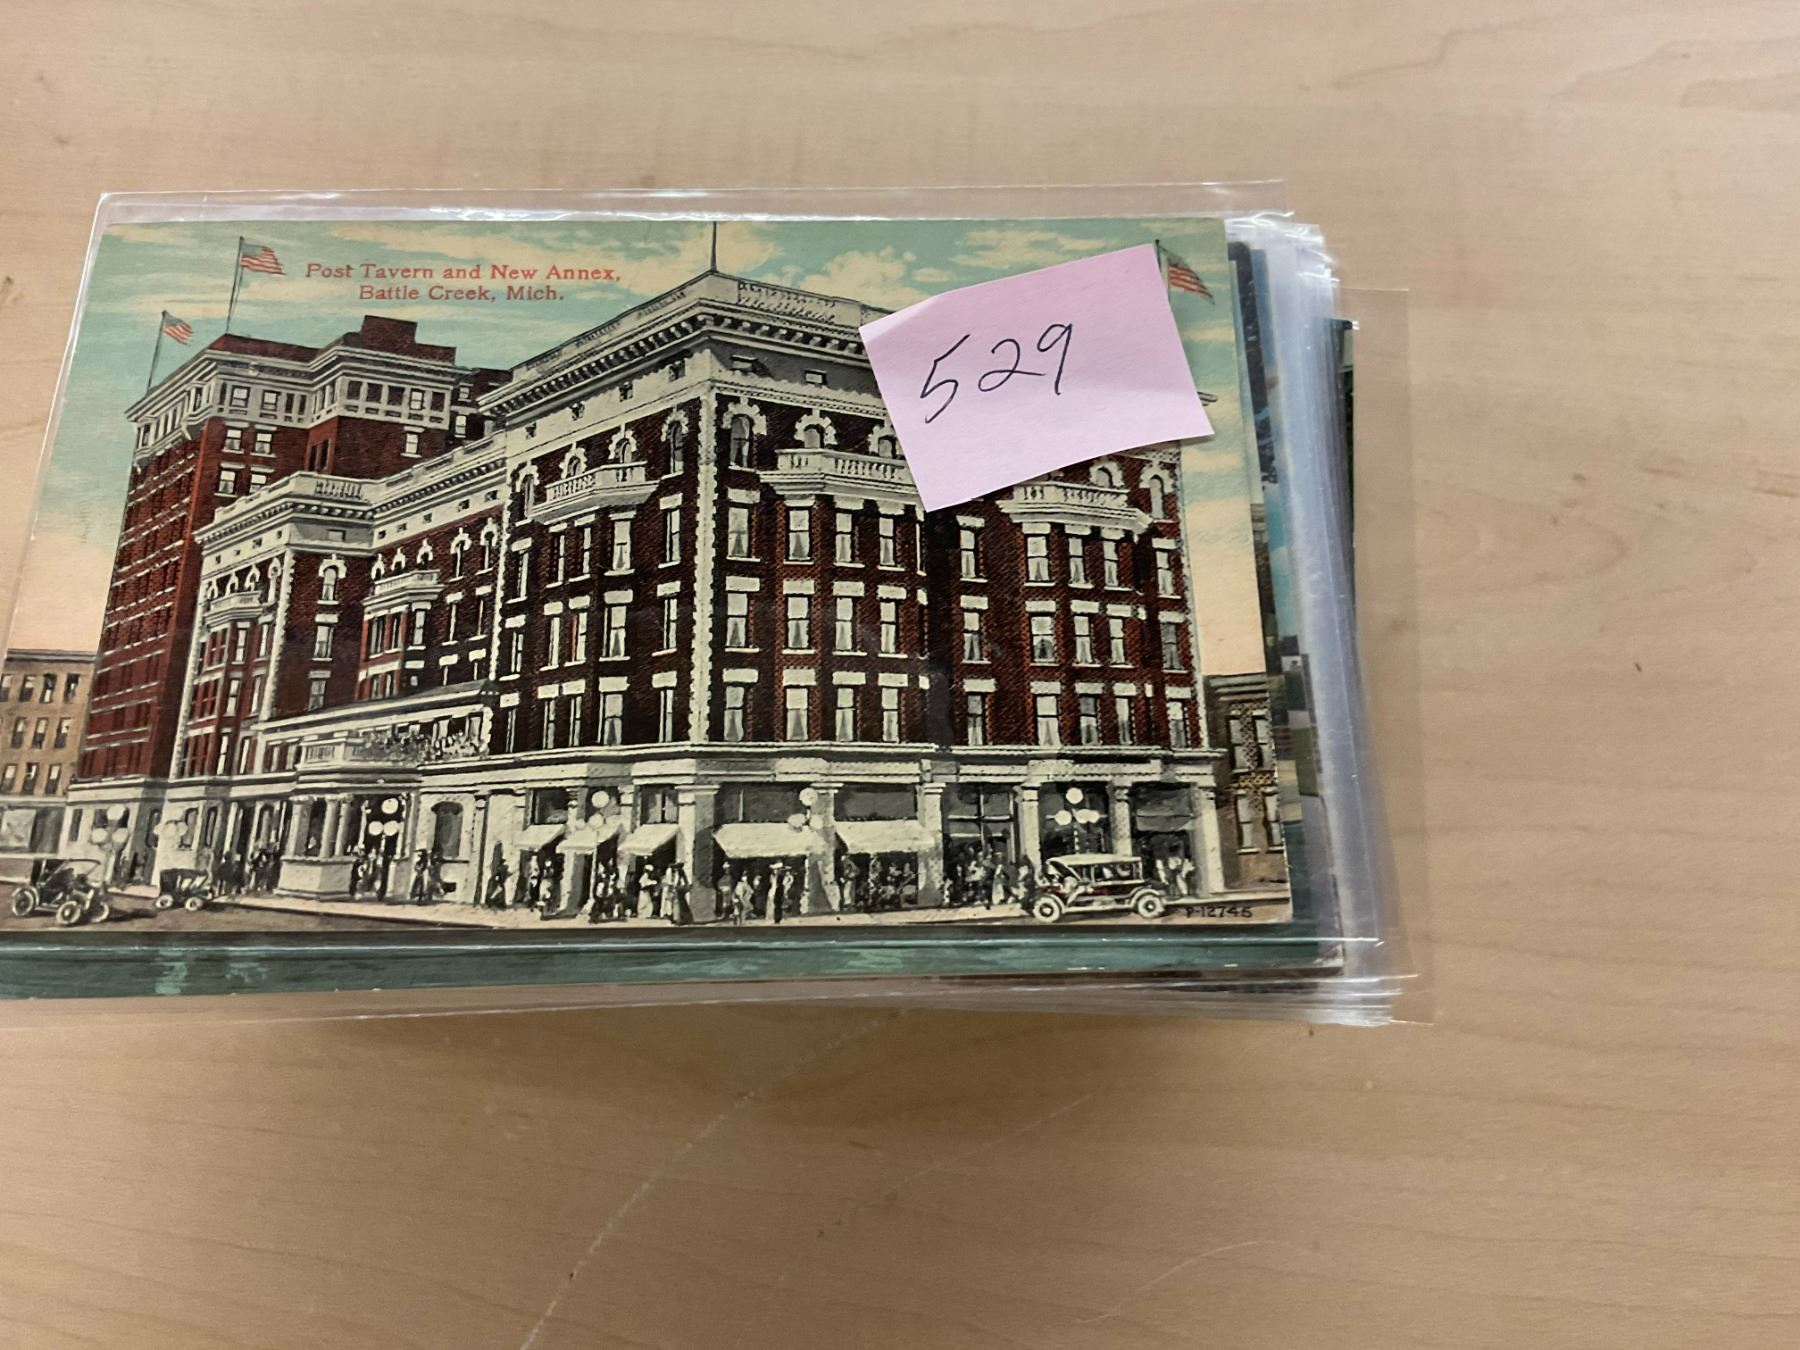 Post Tavern and New Annex,
Battle Creek, Mich.
529
P-12746